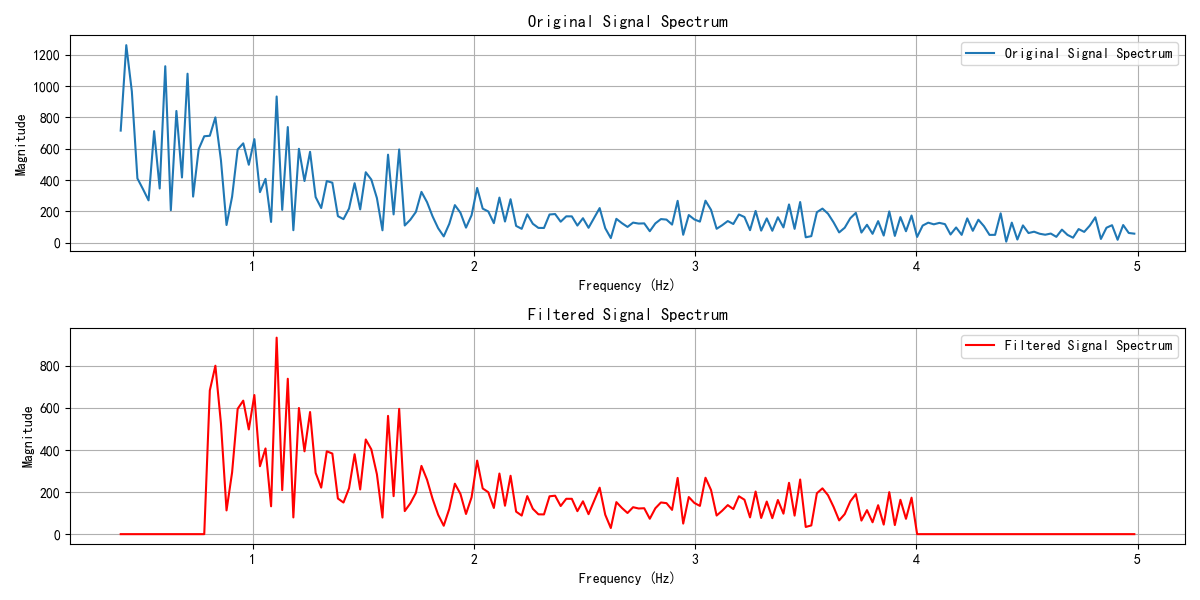 Original Signal Spectrum
Original Signal Spectrum
Magnitude
1200
1000
800
600
400
200
0
1 2 3 4 5
Frequency (Hz)
Filtered Signal Spectrum
Filtered Signal Spectrum
Magnitude
800
600
400
200
0
1 2 3 4 5
Frequency (Hz)